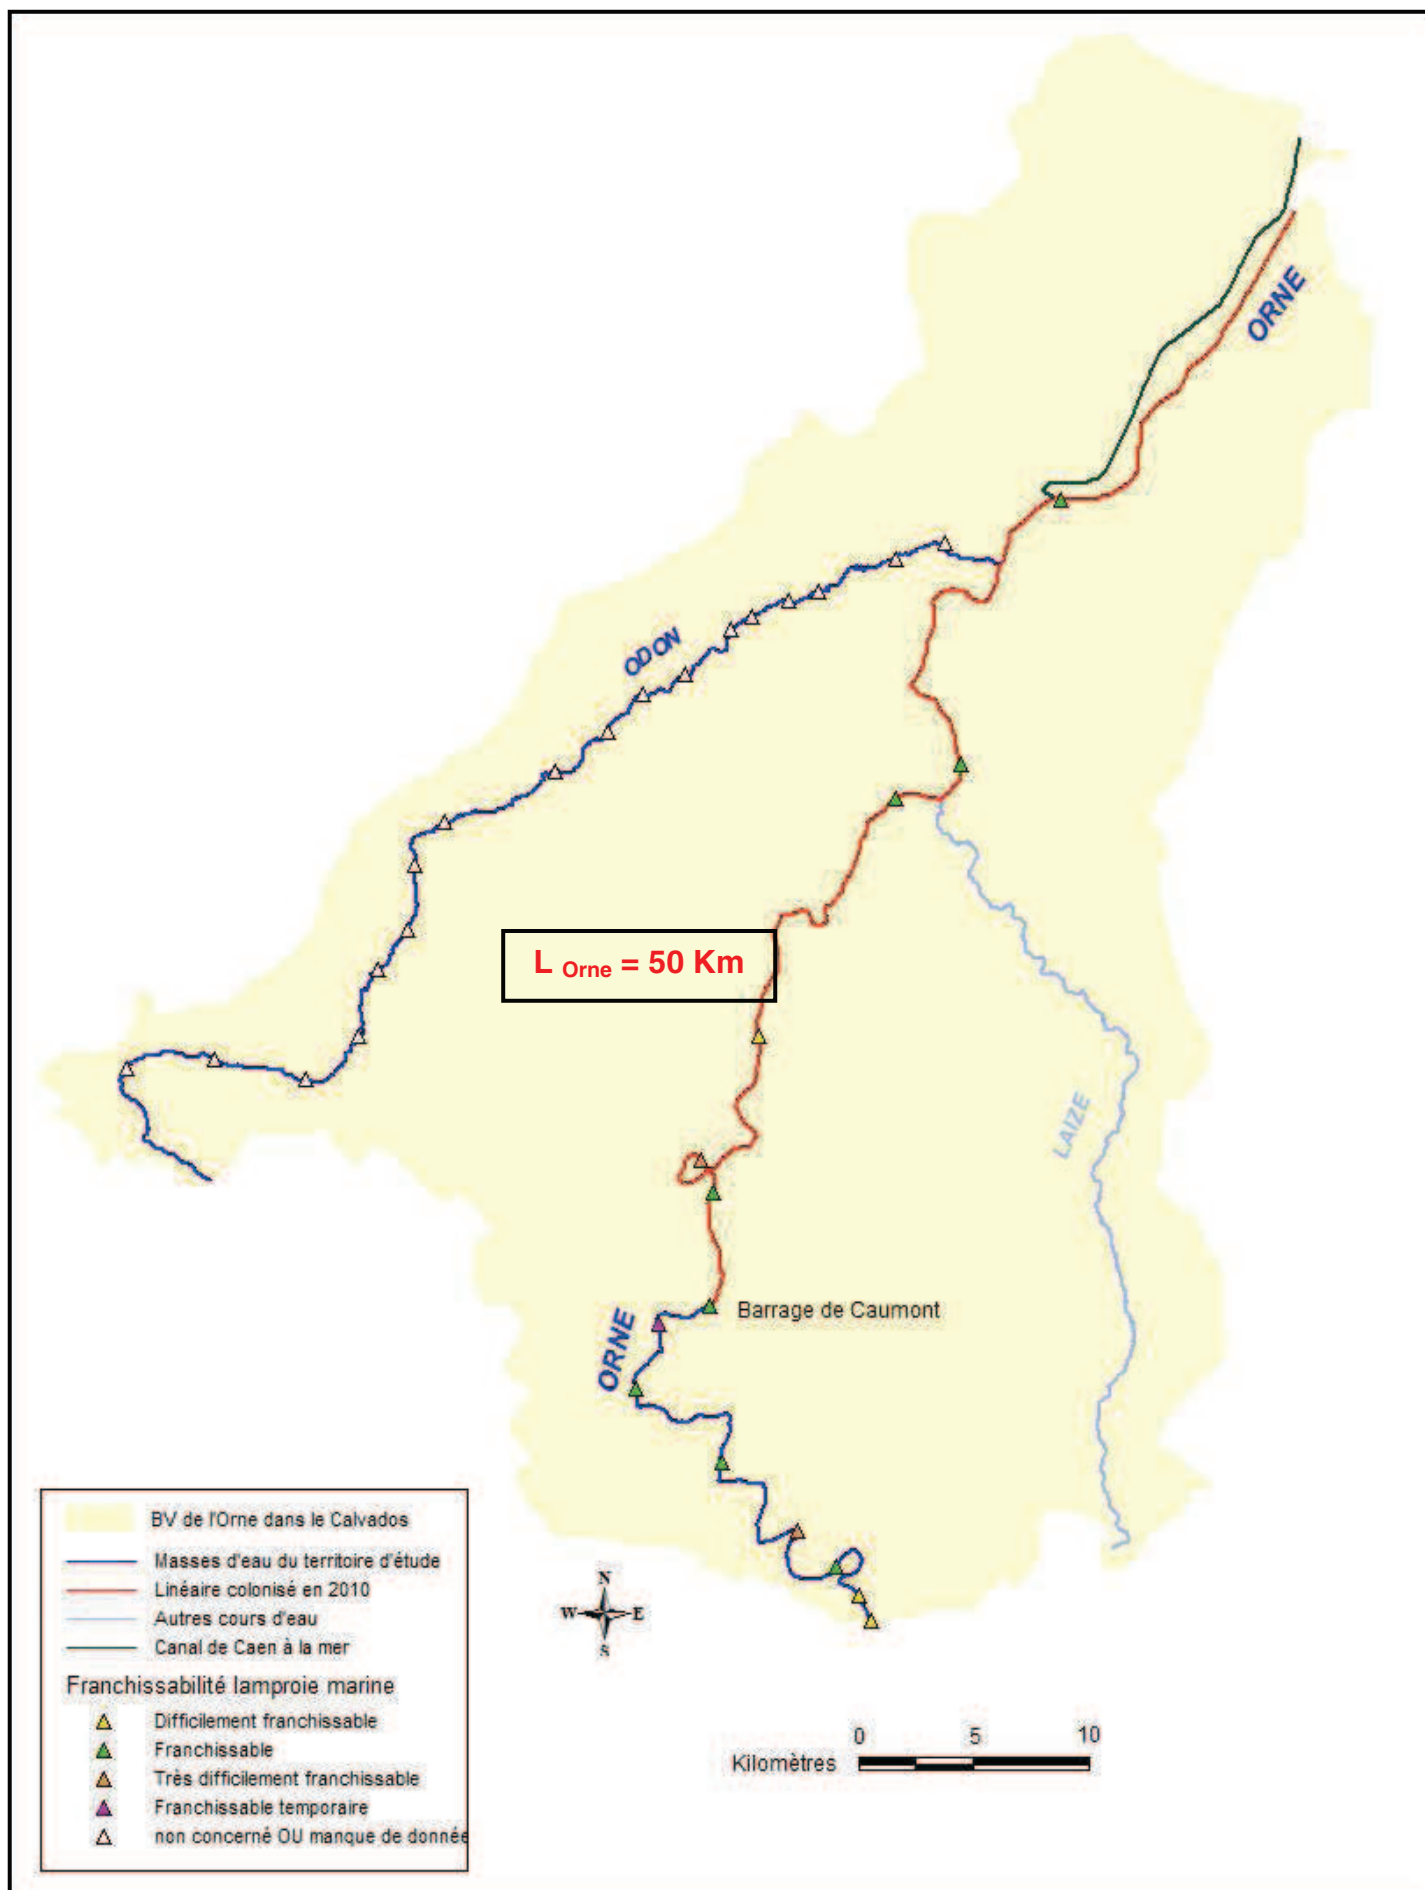 ORNE
ODON
L Orne = 50 Km
LAIZE
Barrage de Caumont
ORNE
BV de l'Orne dans le Calvados
Masses d'eau du territoire d'étude
Linéaire colonisé en 2010
Autres cours d'eau
Canal de Caen à la mer
Franchissabilité lamproie marine
Difficilement franchissable
Franchissable
Très difficilement franchissable
Franchissable temporaire
non concerné OU manque de donnée
N
W E
S
0 5 10
Kilomètres